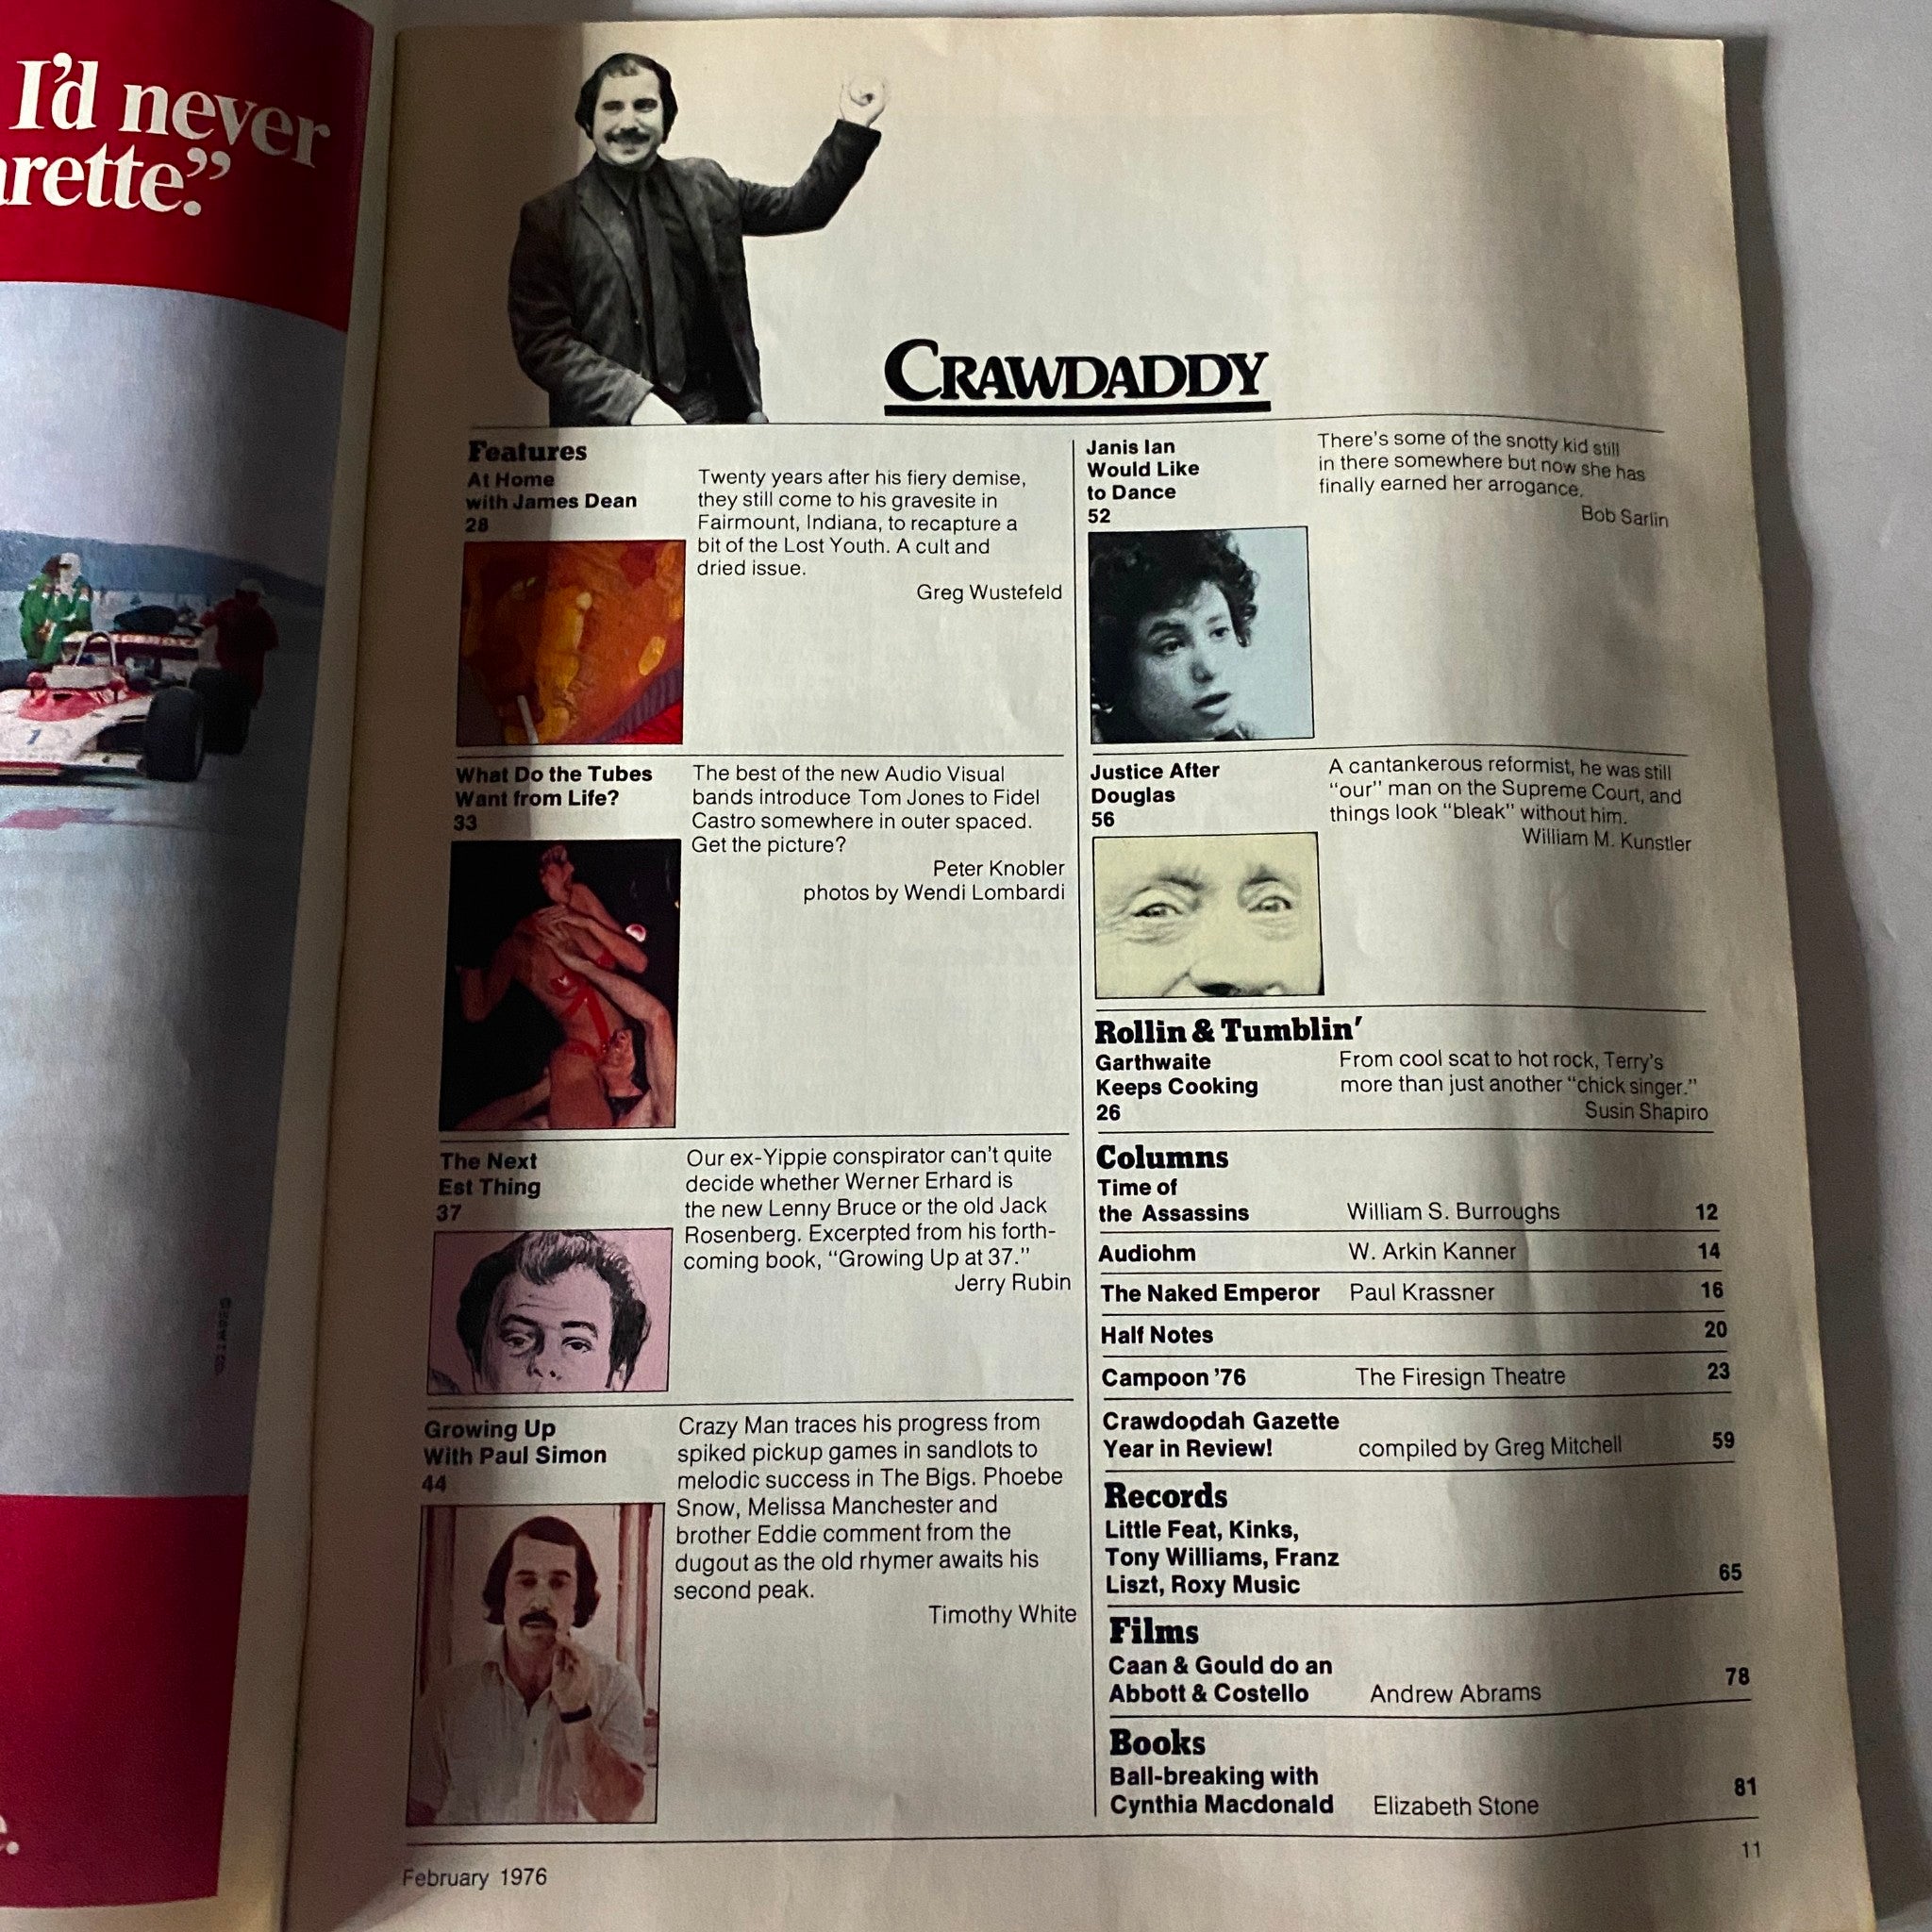 I'd never
arette."
CRAWDADDY
Features
At Home
with James Dean
28
Twenty years after his fiery demise,
they still come to his gravesite in
Fairmount, Indiana, to recapture a
bit of the Lost Youth. A cult and
dried issue.
Greg Wustefeld
What Do the Tubes
Want from Life?
33
The best of the new Audio Visual
bands introduce Tom Jones to Fidel
Castro somewhere in outer spaced.
Get the picture?
Peter Knobler
photos by Wendi Lombardi
The Next
Est Thing
37
Our ex-Yippie conspirator can't quite
decide whether Werner Erhard is
the new Lenny Bruce or the old Jack
Rosenberg. Excerpted from his forth-
coming book, "Growing Up at 37."
Jerry Rubin
Growing Up
With Paul Simon
44
Crazy Man traces his progress from
spiked pickup games in sandlots to
melodic success in The Bigs. Phoebe
Snow, Melissa Manchester and
brother Eddie comment from the
dugout as the old rhymer awaits his
second peak.
Timothy White
Janis Ian
Would Like
to Dance
52
There's some of the snotty kid still
in there somewhere but now she has
finally earned her arrogance.
Bob Sarlin
Justice After
Douglas
56
A cantankerous reformist, he was still
"our" man on the Supreme Court, and
things look "bleak" without him.
William M. Kunstler
Rollin & Tumblin'
Garthwaite
Keeps Cooking
26
From cool scat to hot rock, Terry's
more than just another "chick singer."
Susin Shapiro
Columns
Time of
the Assassins William S. Burroughs 12
Audiohm W. Arkin Kanner 14
The Naked Emperor Paul Krassner 16
Half Notes 20
Campoon '76 The Firesign Theatre 23
Crawdoodah Gazette
Year in Review! compiled by Greg Mitchell 59
Records
Little Feat, Kinks,
Tony Williams, Franz
Liszt, Roxy Music 65
Films
Caan & Gould do an
Abbott & Costello Andrew Abrams 78
Books
Ball-breaking with
Cynthia Macdonald Elizabeth Stone 81
February 1976
11
1
e.